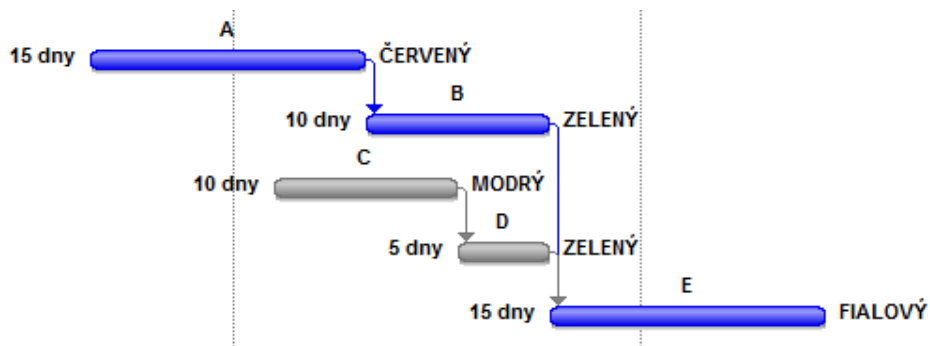 A
15 dny ČERVENÝ
B
10 dny ZELENÝ
C
10 dny MODRÝ
D
5 dny ZELENÝ
E
15 dny FIALOVÝ